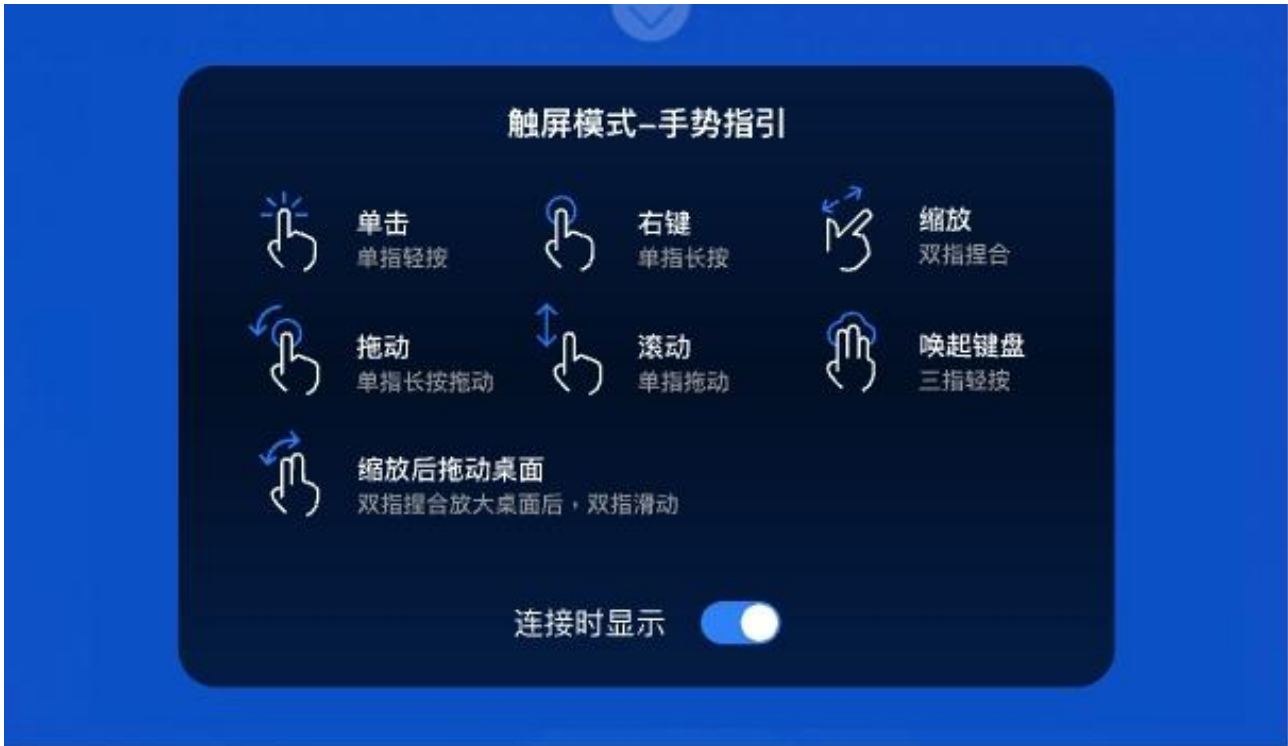 触屏模式-手势指引
单击
单指轻按
右键
单指长按
缩放
双指捏合
拖动
单指长按拖动
滚动
单指拖动
唤起键盘
三指轻按
缩放后拖动桌面
双指捏合放大桌面后，双指滑动
连接时显示